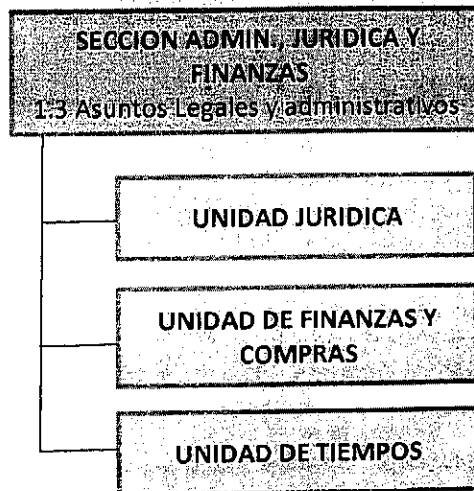 SECCION ADMIN., JURIDICA Y
FINANZAS
1.3 Asuntos Legales y administrativos
UNIDAD JURIDICA
UNIDAD DE FINANZAS Y
COMPRAS
UNIDAD DE TIEMPOS